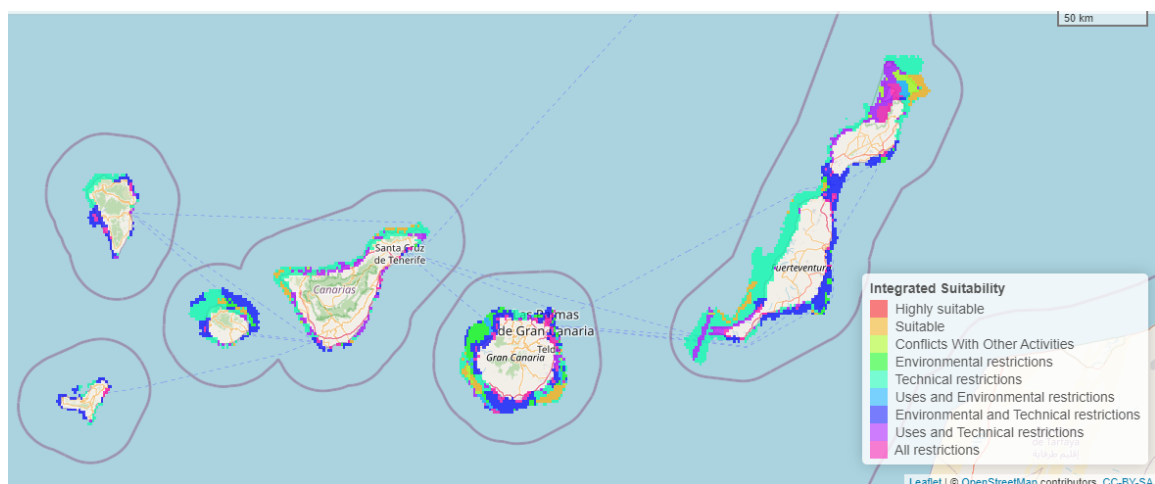 50 km
Santa Cruz
de Tenerife
Canarias
Las Palmas
de Gran Canaria
Telde
Gran Canaria
Fuerteventura
Integrated Suitability
Highly suitable
Suitable
Conflicts With Other Activities
Environmental restrictions
Technical restrictions
Uses and Environmental restrictions
Environmental and Technical restrictions
Uses and Technical restrictions
All restrictions
Leaflet | © OpenStreetMap contributors, CC-BY-SA